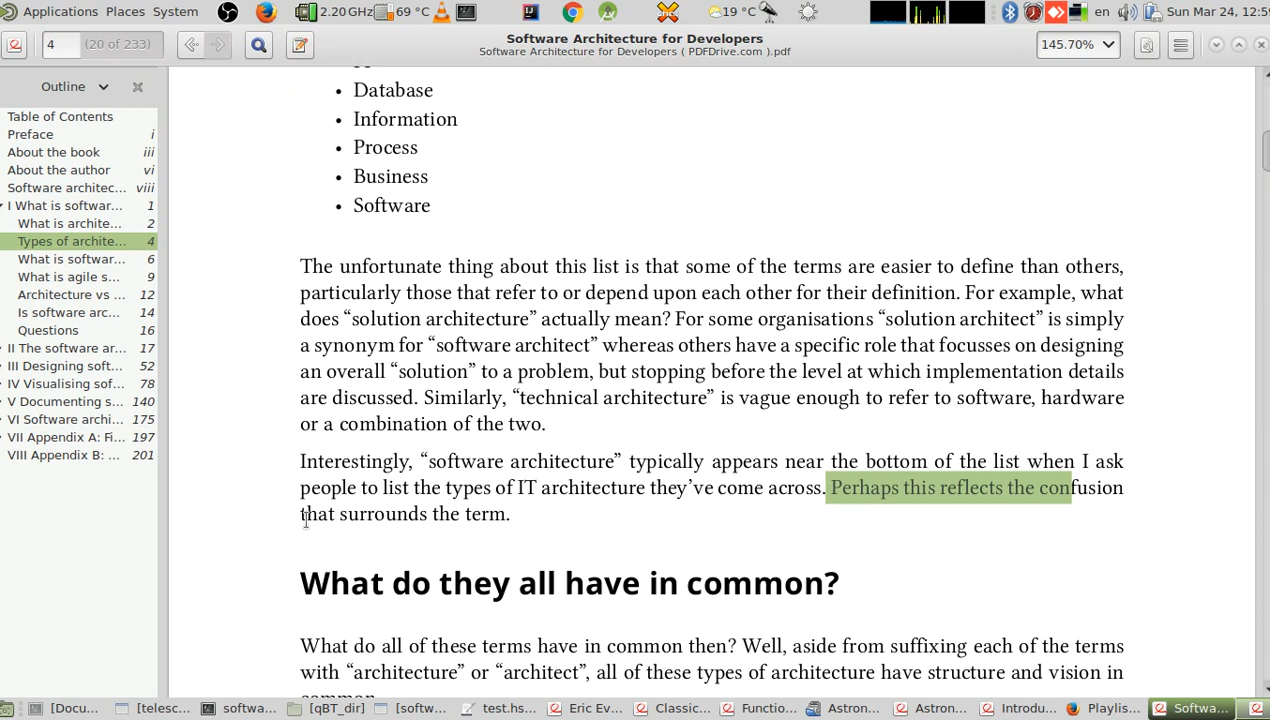 Applications Places System 2.20 GHz 69 °C 19 °C en Sun Mar 24, 12:59
4 (20 of 233) Software Architecture for Developers 145.70%
Software Architecture for Developers ( PDFDrive.com ).pdf
Outline
Table of Contents
Preface i
About the book iii
About the author vi
Software architec... viii
I What is softwar... 1
What is archite... 2
Types of archite... 4
What is softwar... 6
What is agile s... 9
Architecture vs ... 12
Is software arc... 14
Questions 16
II The software ar... 17
III Designing soft... 52
IV Visualising sof... 78
V Documenting s... 140
VI Software archi... 175
VII Appendix A: Fi... 197
VIII Appendix B: ... 201
• Database
• Information
• Process
• Business
• Software
The unfortunate thing about this list is that some of the terms are easier to define than others,
particularly those that refer to or depend upon each other for their definition. For example, what
does “solution architecture” actually mean? For some organisations “solution architect” is simply
a synonym for “software architect” whereas others have a specific role that focusses on designing
an overall “solution” to a problem, but stopping before the level at which implementation details
are discussed. Similarly, “technical architecture” is vague enough to refer to software, hardware
or a combination of the two.
Interestingly, “software architecture” typically appears near the bottom of the list when I ask
people to list the types of IT architecture they’ve come across. Perhaps this reflects the confusion
that surrounds the term.
What do they all have in common?
What do all of these terms have in common then? Well, aside from suffixing each of the terms
with “architecture” or “architect”, all of these types of architecture have structure and vision in
common.
[Docu... [telesc... softwa... [qBT_dir] [softw... test.hs... Eric Ev... Classic... Functio... Astron... Astron... Introdu... Playlis... Softwa...